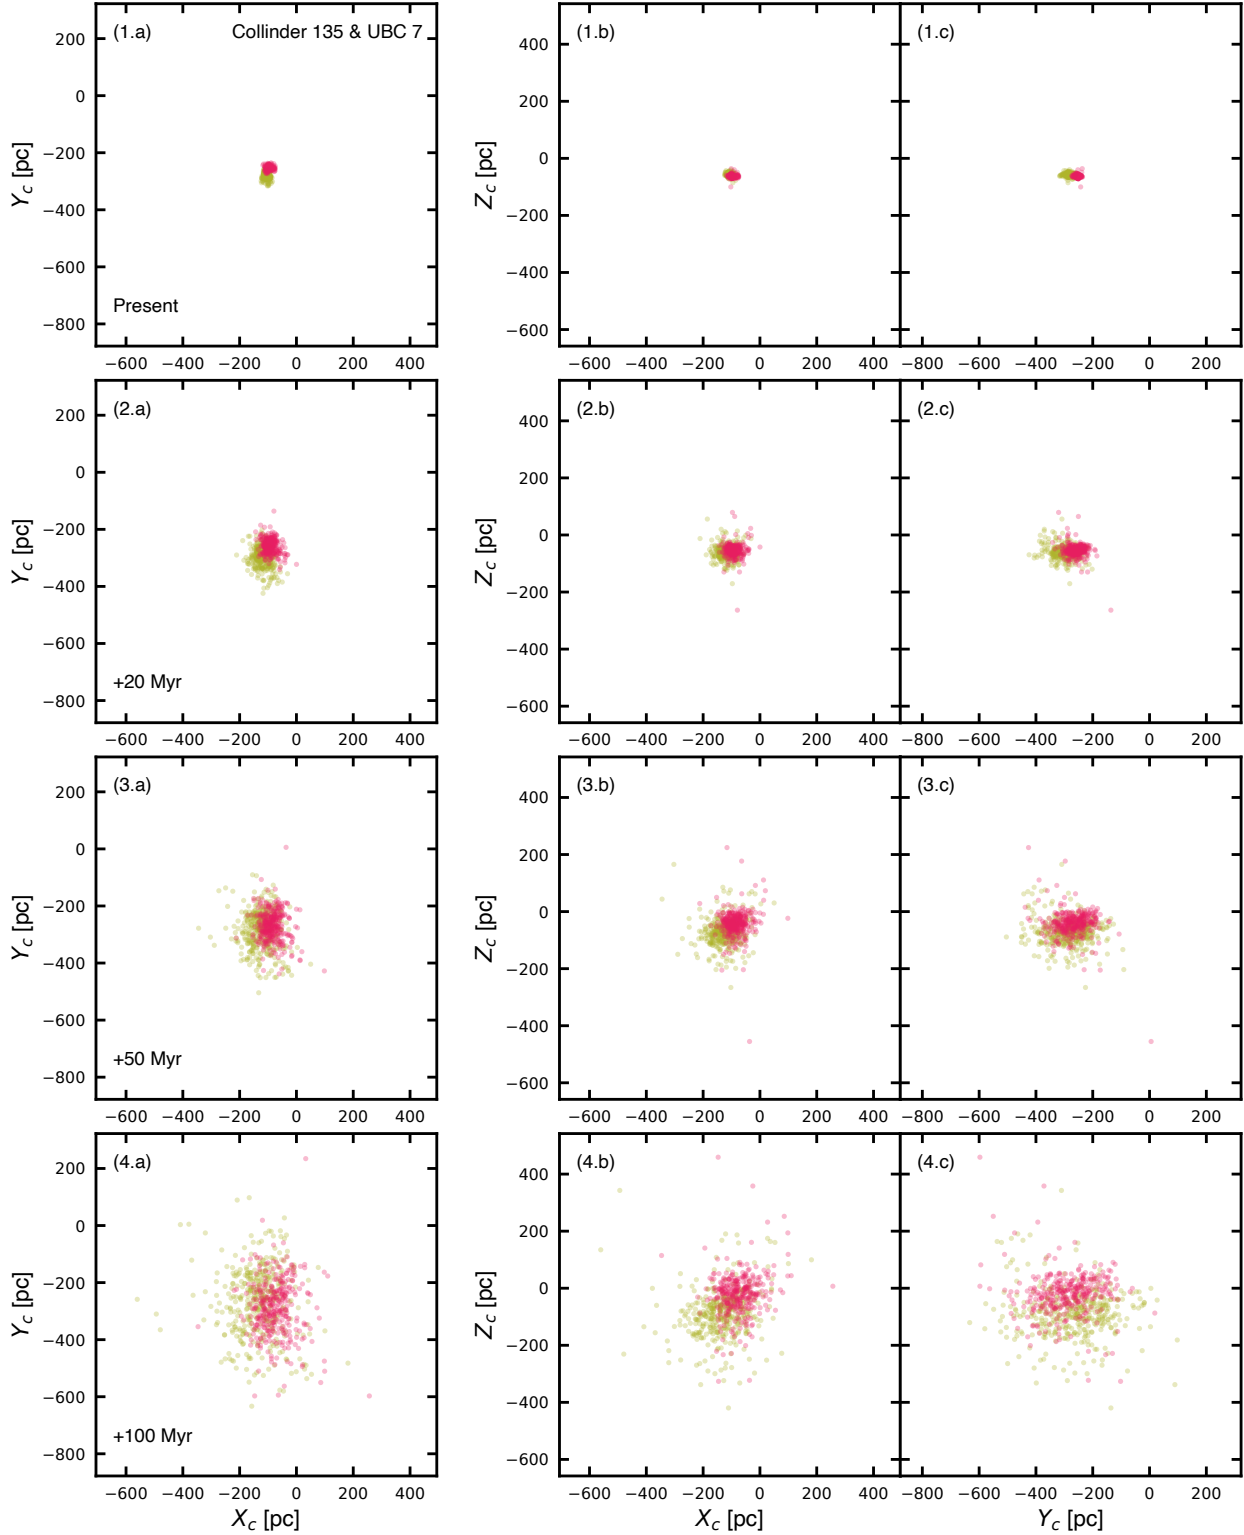 (1.a) Collinder 135 & UBC 7
200
0
−200
−400
−600
−800
Y_c [pc]
Present
−600 −400 −200 0 200 400
(1.b)
400
200
0
−200
−400
−600
Z_c [pc]
−600 −400 −200 0 200 400
(1.c)
−800 −600 −400 −200 0 200
(2.a)
200
0
−200
−400
−600
−800
Y_c [pc]
+20 Myr
−600 −400 −200 0 200 400
(2.b)
400
200
0
−200
−400
−600
Z_c [pc]
−600 −400 −200 0 200 400
(2.c)
−800 −600 −400 −200 0 200
(3.a)
200
0
−200
−400
−600
−800
Y_c [pc]
+50 Myr
−600 −400 −200 0 200 400
(3.b)
400
200
0
−200
−400
−600
Z_c [pc]
−600 −400 −200 0 200 400
(3.c)
−800 −600 −400 −200 0 200
(4.a)
200
0
−200
−400
−600
−800
Y_c [pc]
+100 Myr
−600 −400 −200 0 200 400
X_c [pc]
(4.b)
400
200
0
−200
−400
−600
Z_c [pc]
−600 −400 −200 0 200 400
X_c [pc]
(4.c)
−800 −600 −400 −200 0 200
Y_c [pc]